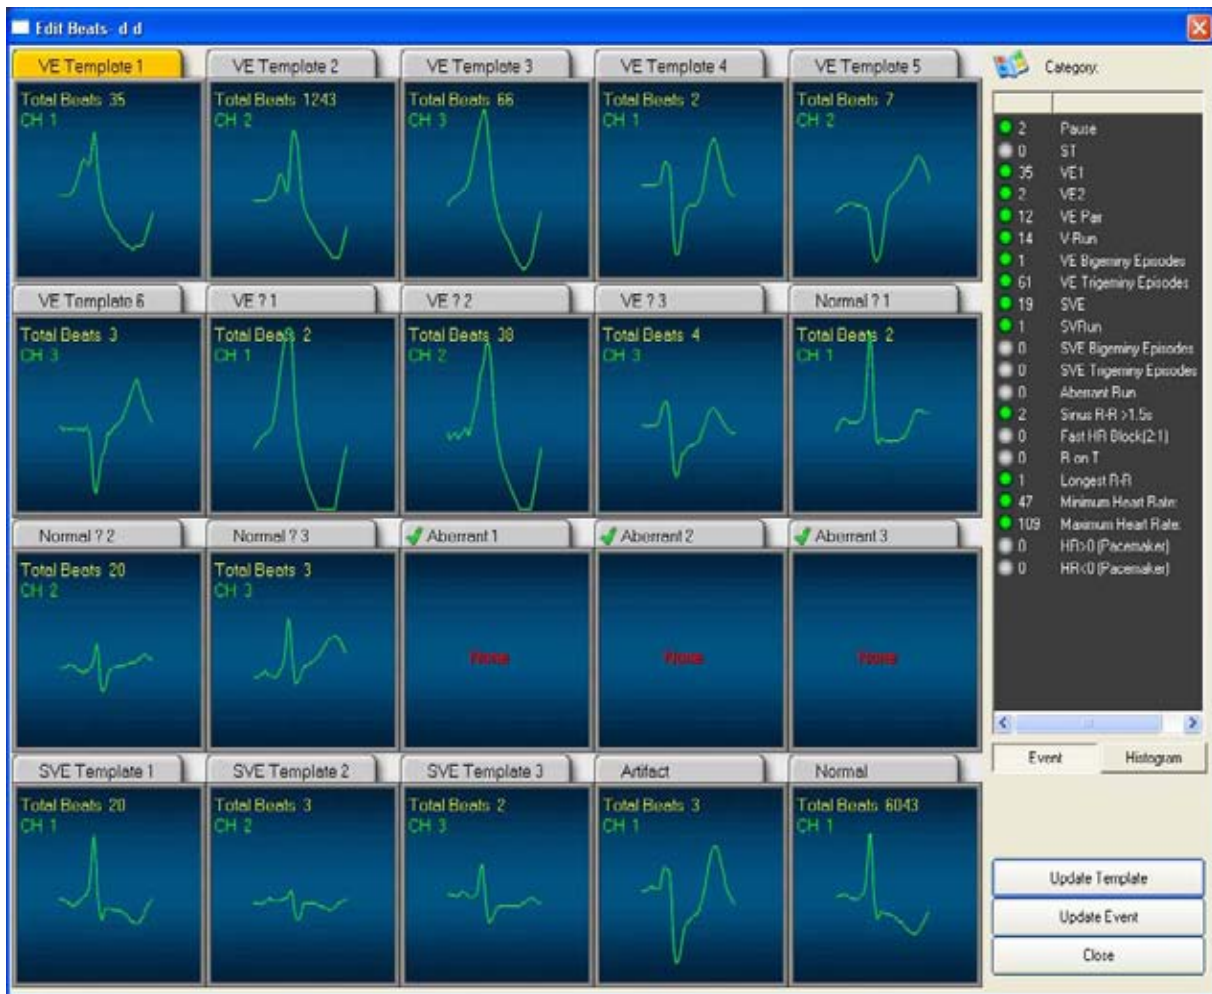 Edit Beats- d d
VE Template 1
VE Template 2
VE Template 3
VE Template 4
VE Template 5
Category:
Total Beats 35
CH 1
Total Beats 1243
CH 2
Total Beats 66
CH 3
Total Beats 2
CH 1
Total Beats 7
CH 2
2 Pause
0 ST
35 VE1
2 VE2
12 VE Pair
14 V-Run
1 VE Bigeminy Episodes
61 VE Trigeminy Episodes
19 SVE
1 SVRun
0 SVE Bigeminy Episodes
0 SVE Trigeminy Episodes
0 Aberrant Run
2 Sinus R-R >1.5s
0 Fast HR Block(2:1)
0 R on T
1 Longest R-R
47 Minimum Heart Rate:
109 Maximum Heart Rate:
0 HR>0 (Pacemaker)
0 HR<0 (Pacemaker)
VE Template 6
VE ? 1
VE ? 2
VE ? 3
Normal ? 1
Total Beats 3
CH 3
Total Beats 2
CH 1
Total Beats 38
CH 2
Total Beats 4
CH 3
Total Beats 2
CH 1
Normal ? 2
Normal ? 3
Aberrant 1
Aberrant 2
Aberrant 3
Total Beats 20
CH 2
Total Beats 3
CH 3
None
None
None
Event
Histogram
SVE Template 1
SVE Template 2
SVE Template 3
Artifact
Normal
Total Beats 20
CH 1
Total Beats 3
CH 2
Total Beats 2
CH 3
Total Beats 3
CH 1
Total Beats 6043
CH 1
Update Template
Update Event
Close